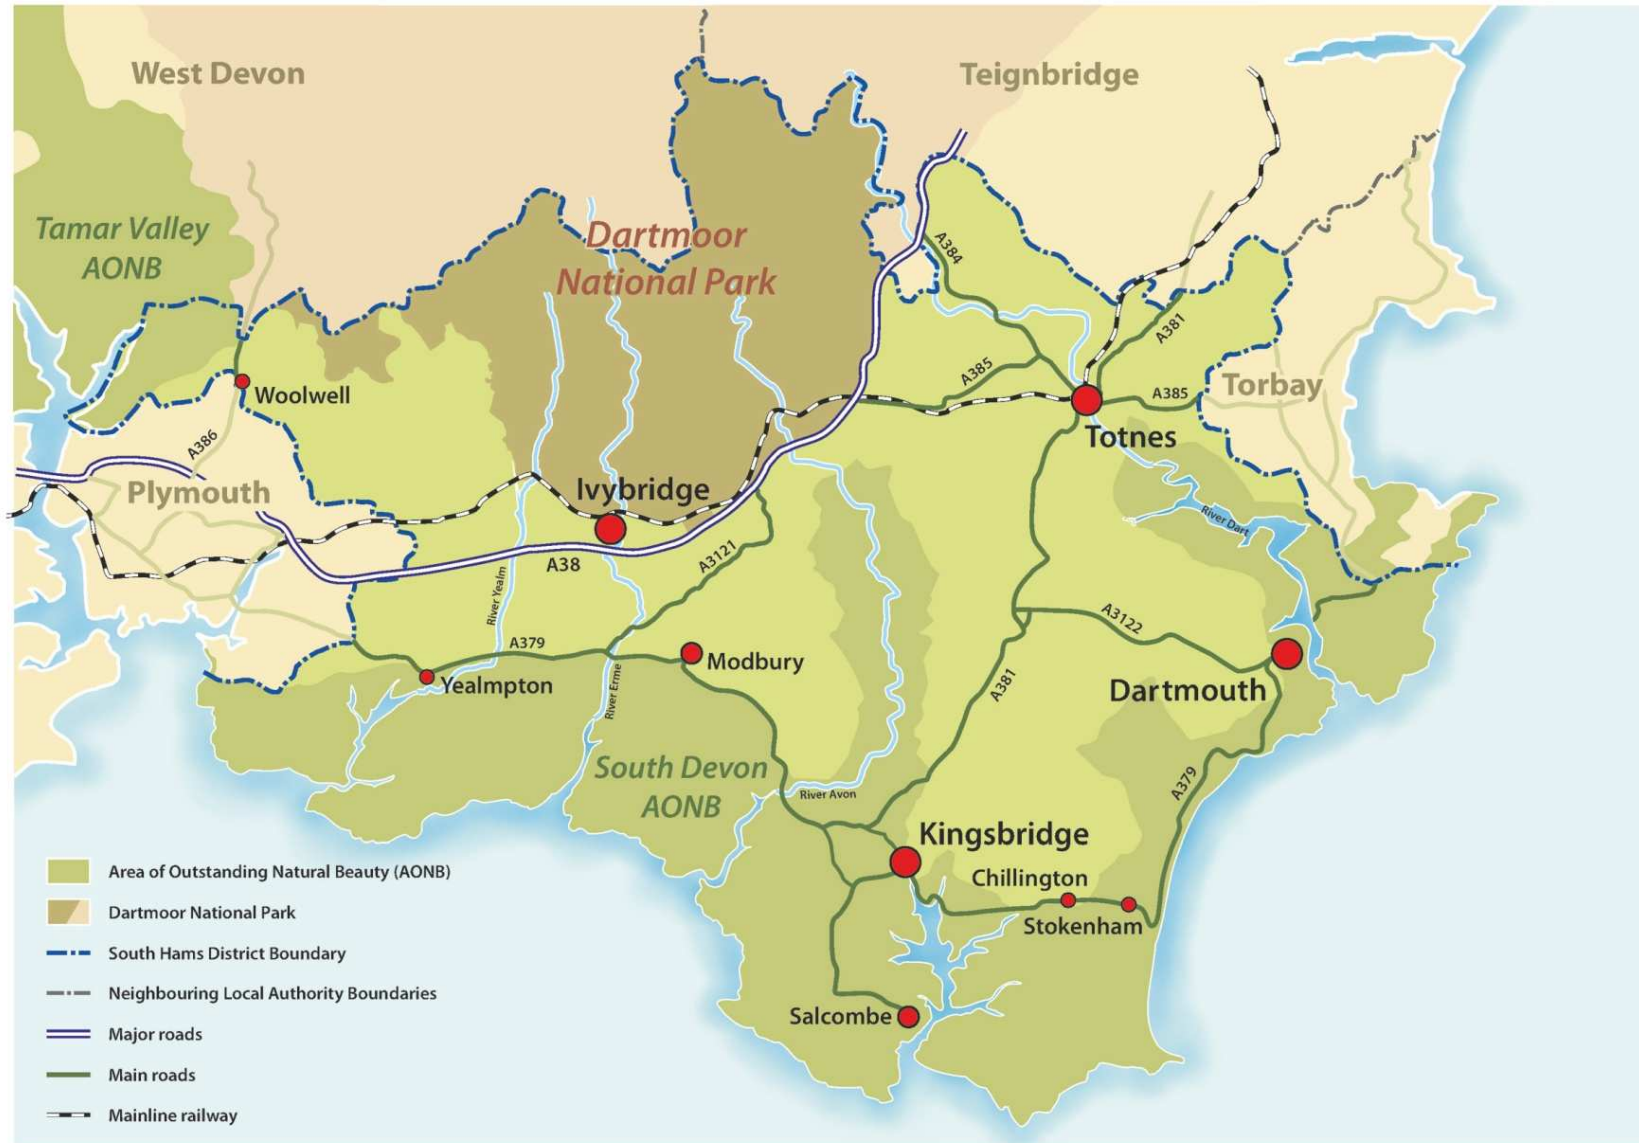 West Devon
Teignbridge
Tamar Valley
AONB
Dartmoor
National Park
A384
A381
A385
A385
Torbay
Woolwell
Totnes
A386
Plymouth
Ivybridge
River Dart
A38
A3121
River Yealm
A3122
A379
Modbury
Yealmpton
River Erme
A381
Dartmouth
South Devon
AONB
River Avon
A379
Kingsbridge
Chillington
Stokenham
Salcombe
Area of Outstanding Natural Beauty (AONB)
Dartmoor National Park
South Hams District Boundary
Neighbouring Local Authority Boundaries
Major roads
Main roads
Mainline railway